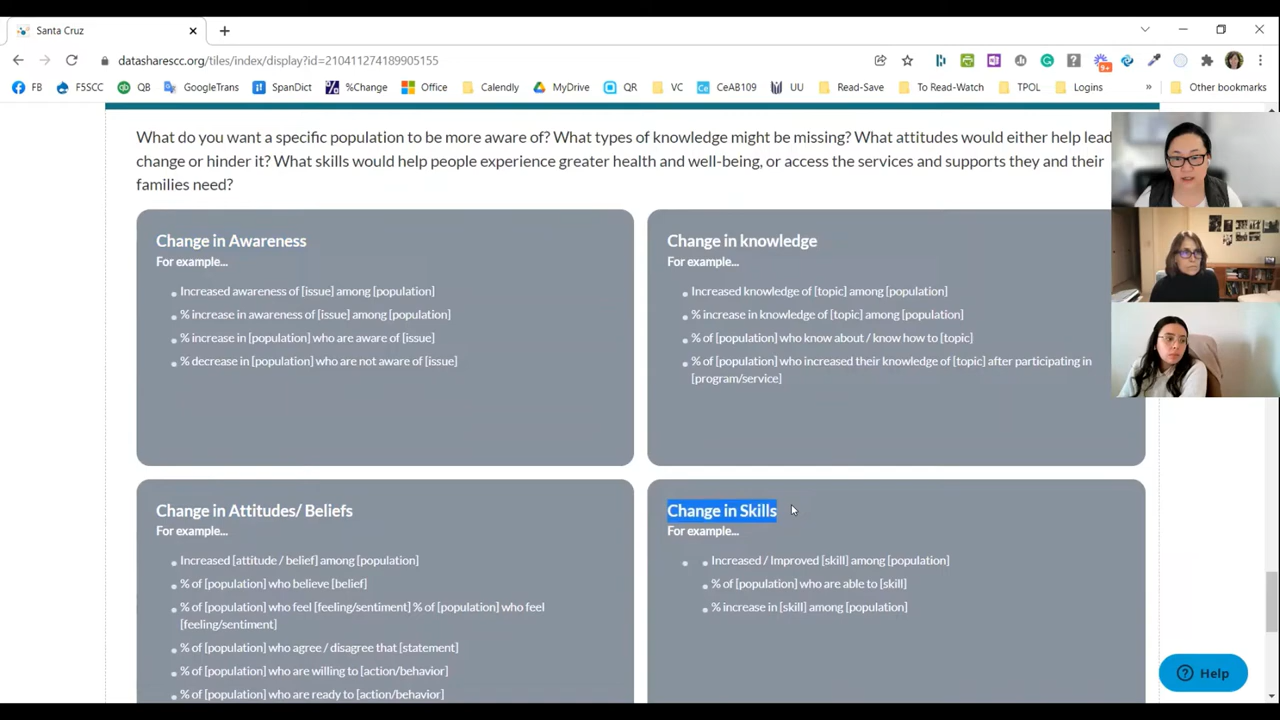 Santa Cruz
datasharescc.org/tiles/index/display?id=210411274189905155
FB
F5SCC
QB
GoogleTrans
SpanDict
%Change
Office
Calendly
MyDrive
QR
VC
CeAB109
UU
Read-Save
To Read-Watch
TPOL
Logins
»
Other bookmarks
9+
What do you want a specific population to be more aware of? What types of knowledge might be missing? What attitudes would either help lead
change or hinder it? What skills would help people experience greater health and well-being, or access the services and supports they and their
families need?
Change in Awareness
For example...
Increased awareness of [issue] among [population]
% increase in awareness of [issue] among [population]
% increase in [population] who are aware of [issue]
% decrease in [population] who are not aware of [issue]
Change in knowledge
For example...
Increased knowledge of [topic] among [population]
% increase in knowledge of [topic] among [population]
% of [population] who know about / know how to [topic]
% of [population] who increased their knowledge of [topic] after participating in
[program/service]
Change in Attitudes/ Beliefs
For example...
Increased [attitude / belief] among [population]
% of [population] who believe [belief]
% of [population] who feel [feeling/sentiment] % of [population] who feel
[feeling/sentiment]
% of [population] who agree / disagree that [statement]
% of [population] who are willing to [action/behavior]
% of [population] who are ready to [action/behavior]
Change in Skills
For example...
Increased / Improved [skill] among [population]
% of [population] who are able to [skill]
% increase in [skill] among [population]
Help